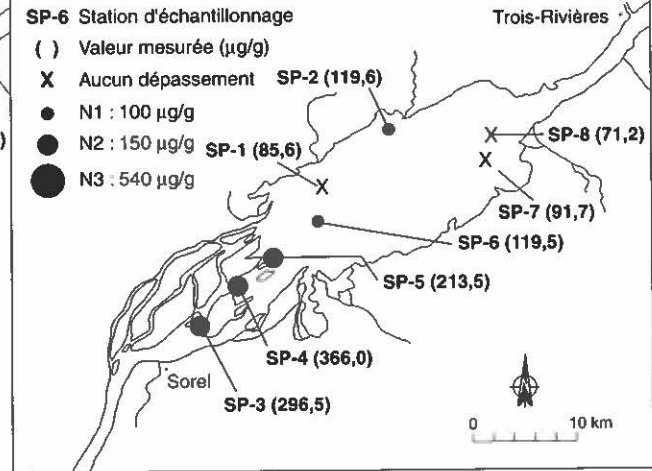 SP-6 Station d'échantillonnage
( ) Valeur mesurée (µg/g)
X Aucun dépassement
N1 : 100 µg/g
N2 : 150 µg/g
N3 : 540 µg/g
)
Trois-Rivières
SP-2 (119,6)
SP-1 (85,6)
X
X
X
SP-8 (71,2)
SP-7 (91,7)
SP-6 (119,5)
SP-5 (213,5)
SP-4 (366,0)
SP-3 (296,5)
Sorel
0 10 km